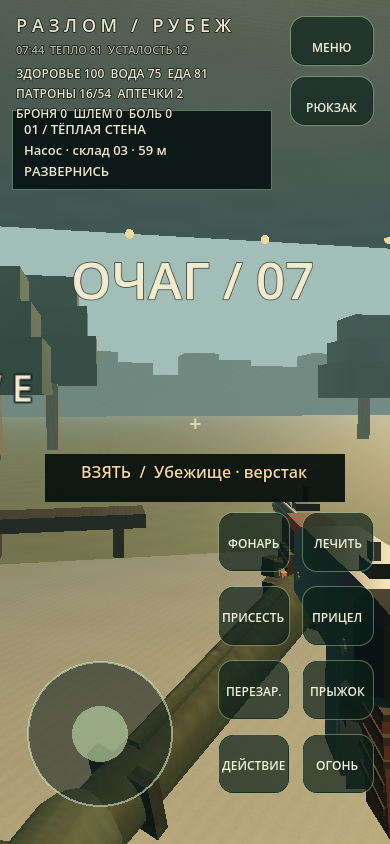 РАЗЛОМ / РУБЕЖ
07:44 ТЕПЛО 81 УСТАЛОСТЬ 12
ЗДОРОВЬЕ 100 ВОДА 75 ЕДА 81
ПАТРОНЫ 16/54 АПТЕЧКИ 2
БРОНЯ 0 ШЛЕМ 0 БОЛЬ 0
МЕНЮ
РЮКЗАК
01 / ТЁПЛАЯ СТЕНА
Насос · склад 03 · 59 м
РАЗВЕРНИСЬ
ОЧАГ / 07
Е
ВЗЯТЬ / Убежище · верстак
ФОНАРЬ
ЛЕЧИТЬ
ПРИСЕСТЬ
ПРИЦЕЛ
ПЕРЕЗАР.
ПРЫЖОК
ДЕЙСТВИЕ
ОГОНЬ